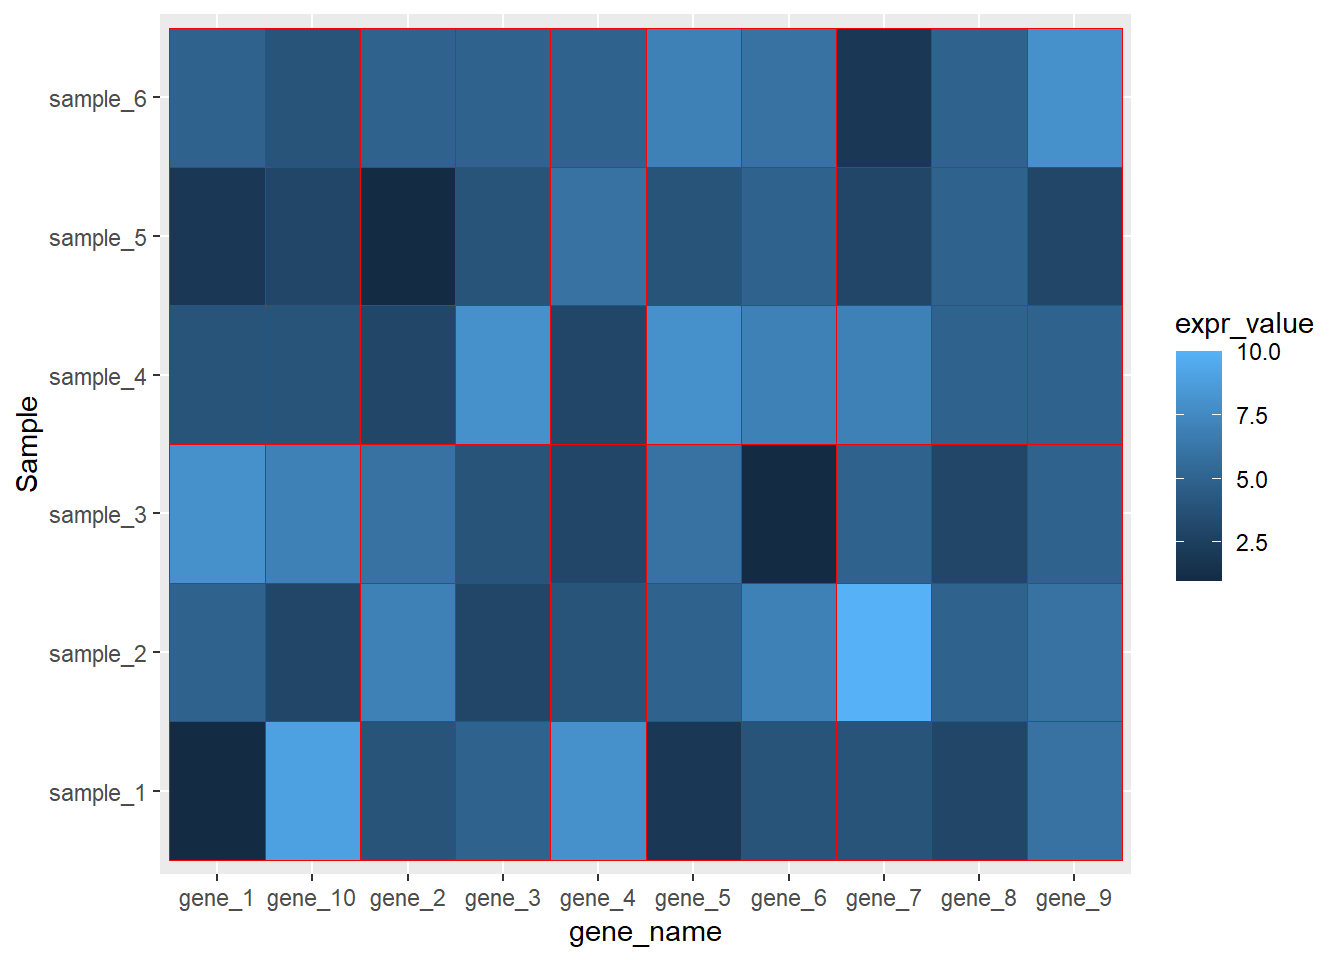 sample_6
sample_5
sample_4
sample_3
sample_2
sample_1
Sample
gene_1 gene_10 gene_2 gene_3 gene_4 gene_5 gene_6 gene_7 gene_8 gene_9
gene_name
expr_value
10.0
7.5
5.0
2.5